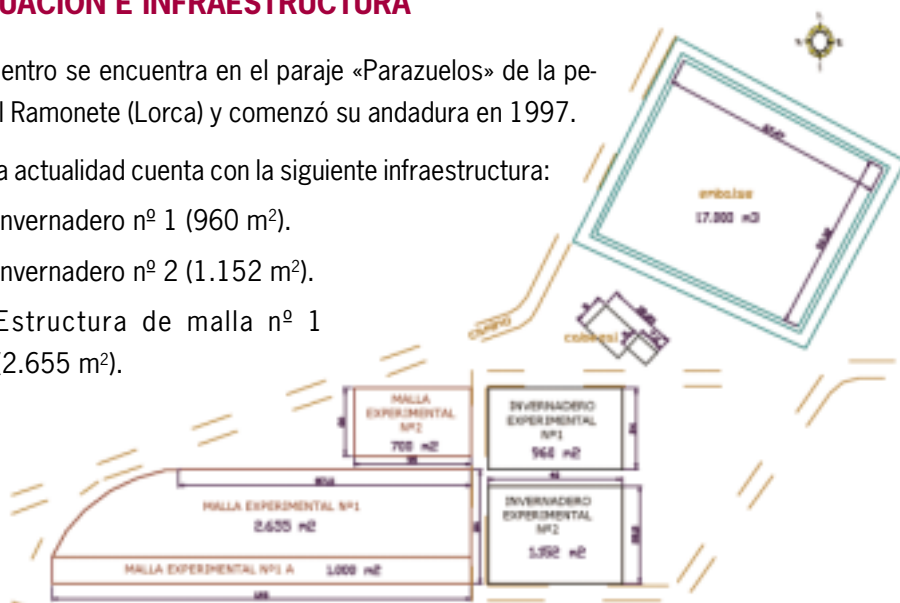 UACIÓN E INFRAESTRUCTURA
entro se encuentra en el paraje «Parazuelos» de la pe-
l Ramonete (Lorca) y comenzó su andadura en 1997.
a actualidad cuenta con la siguiente infraestructura:
nvernadero nº 1 (960 m²).
nvernadero nº 2 (1.152 m²).
Estructura de malla nº 1
2.655 m²).
embalse
17.000 m3
camino
MALLA
EXPERIMENTAL
Nº2
700 m2
INVERNADERO
EXPERIMENTAL
Nº1
960 m2
MALLA EXPERIMENTAL Nº1
2.655 m2
INVERNADERO
EXPERIMENTAL
Nº2
1.152 m2
MALLA EXPERIMENTAL Nº1 A 1.000 m2